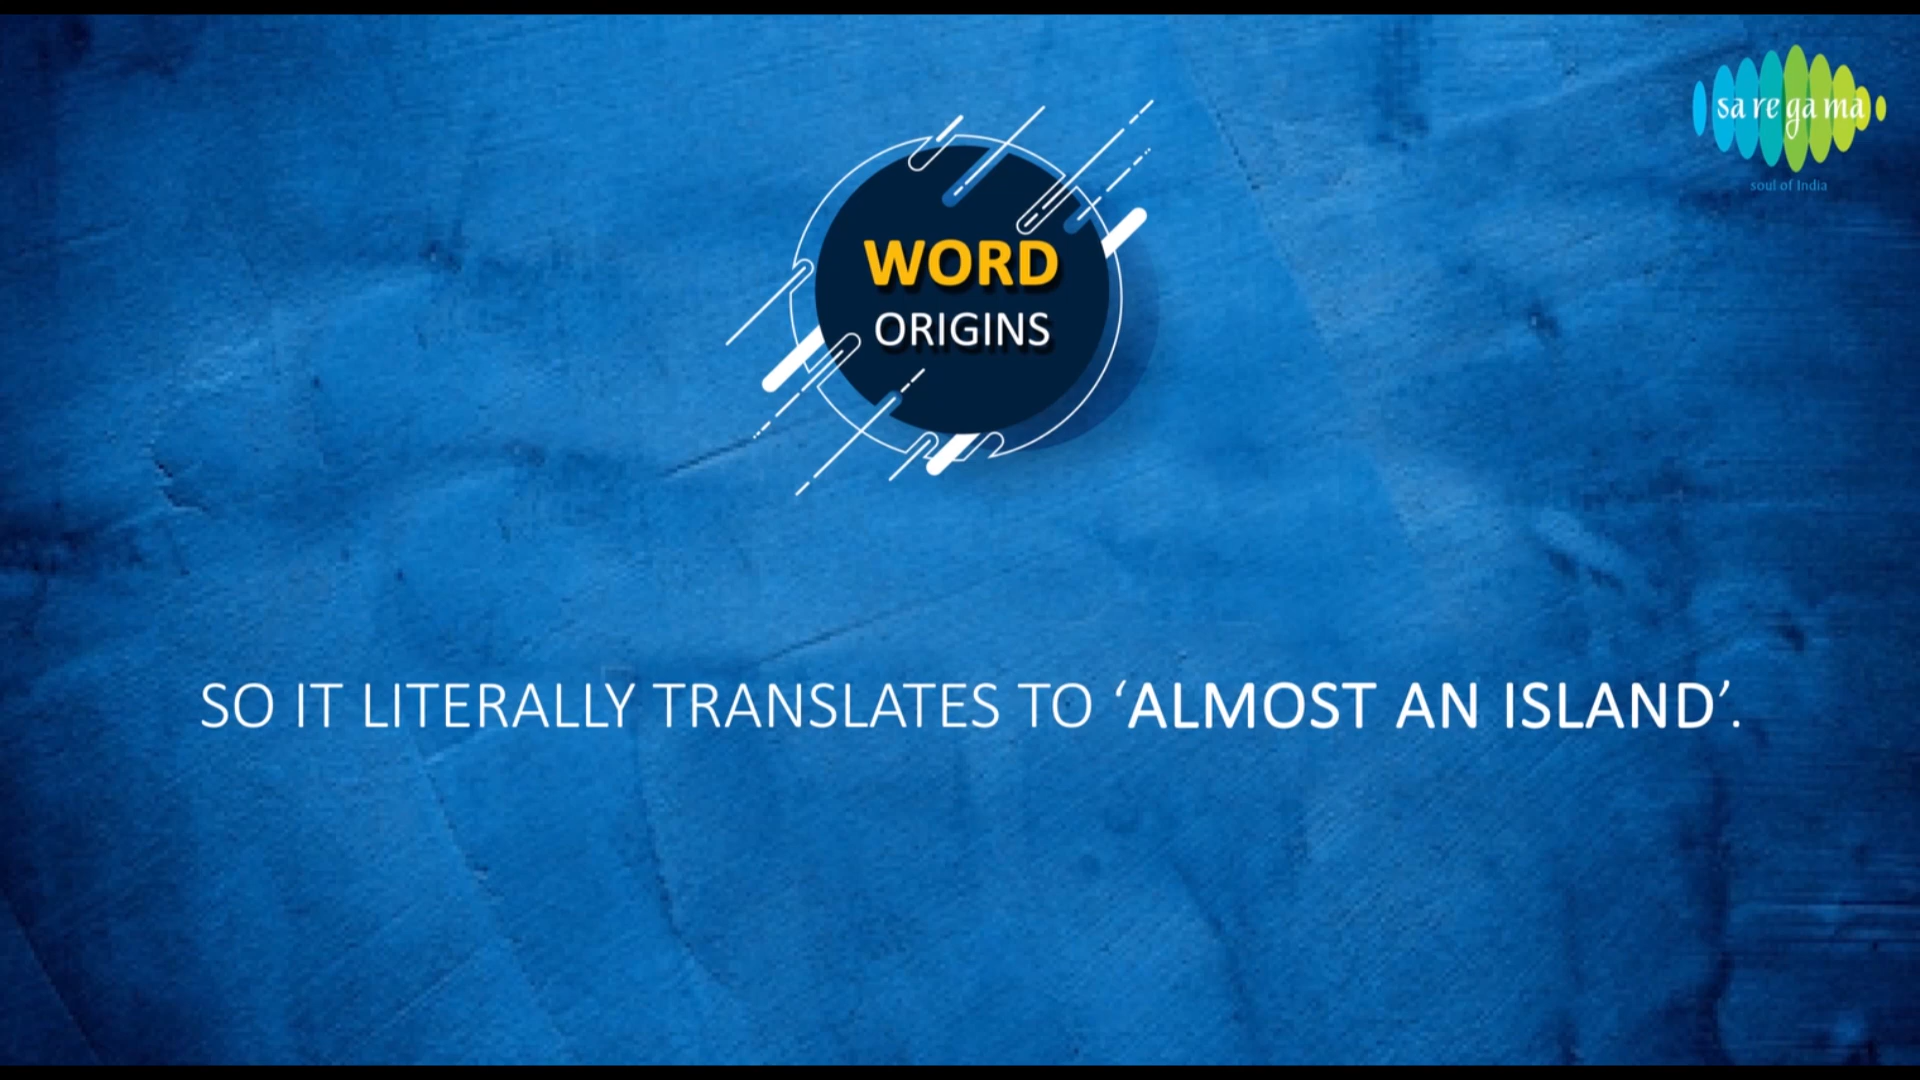 sa re ga ma
soul of India
WORD
ORIGINS
SO IT LITERALLY TRANSLATES TO ‘ALMOST AN ISLAND’.